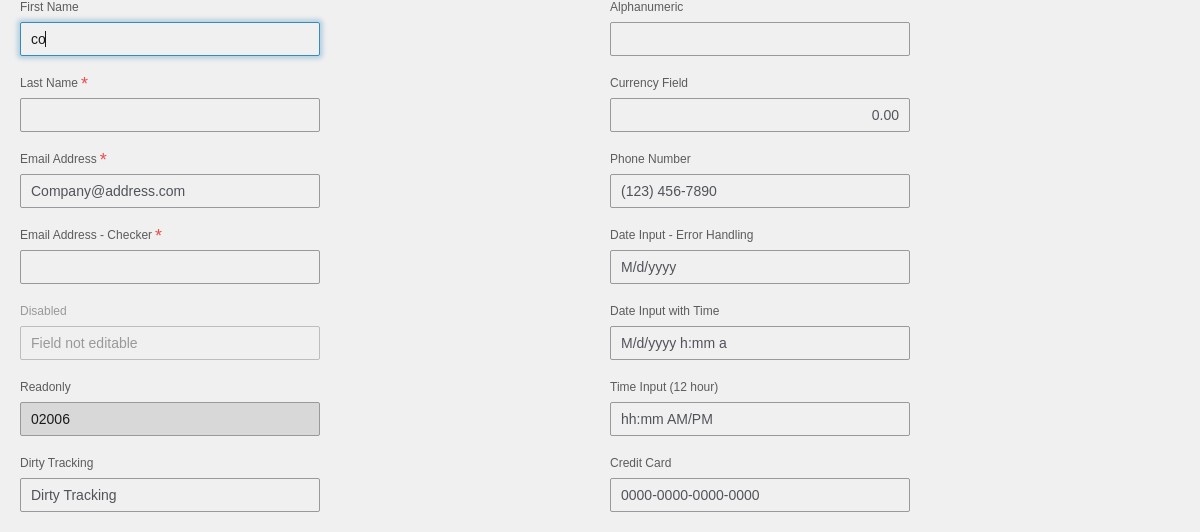 First Name
co
Last Name *
Email Address *
Company@address.com
Email Address - Checker *
Disabled
Field not editable
Readonly
02006
Dirty Tracking
Dirty Tracking
Alphanumeric
Currency Field
0.00
Phone Number
(123) 456-7890
Date Input - Error Handling
M/d/yyyy
Date Input with Time
M/d/yyyy h:mm a
Time Input (12 hour)
hh:mm AM/PM
Credit Card
0000-0000-0000-0000